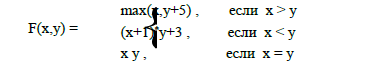 max(x,y+5) , если x > y
F(x,y) = (x+1) y+3 , если x < y
x y , если x = y